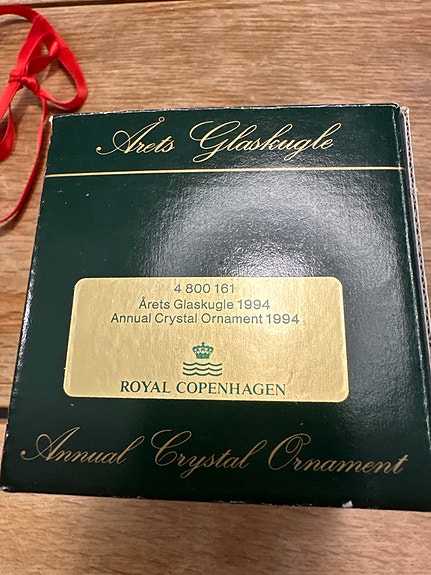 Årets Glaskugle
4 800 161
Årets Glaskugle 1994
Annual Crystal Ornament 1994
ROYAL COPENHAGEN
Annual Crystal Ornament